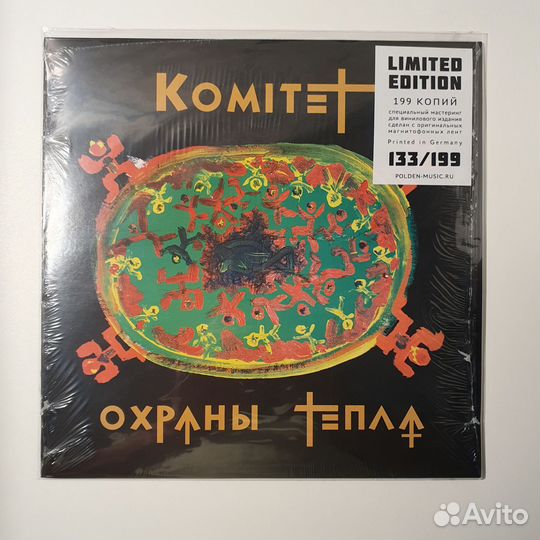 Комітет
LIMITED
EDITION
199 КОПИЙ
специальный мастеринг
для винилового издания
сделан с оригинальных
магнитофонных лент
Printed in Germany
133/199
POLDEN-MUSIC.RU
охраны тепла
Avito